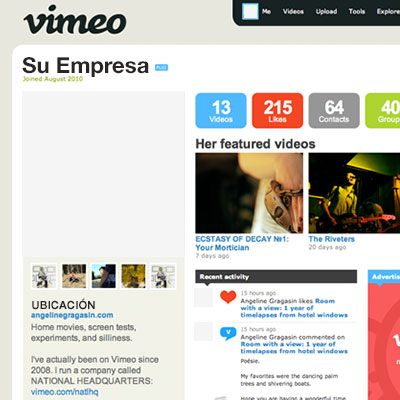 vimeo
Me Videos Upload Tools Explore
Su Empresa PLUS
Joined August 2010
13 Videos
215 Likes
64 Contacts
40 Group
Her featured videos
ECSTASY OF DECAY №1:
Your Mortician
7 days ago
The Riveters
20 days ago
UBICACIÓN
angelinegragasin.com
Home movies, screen tests,
experiments, and silliness.
I've actually been on Vimeo since
2008. I run a company called
NATIONAL HEADQUARTERS:
vimeo.com/natlhq
Recent activity
15 hours ago
Angeline Gragasin likes Room
with a view: 1 year of
timelapses from hotel windows
15 hours ago
Angeline Gragasin commented on
Room with a view: 1 year of
timelapses from hotel windows
Poésie.
My favorites were the dancing palm
trees and shivering boats.
Hope you are having a wonderful time
Advertis